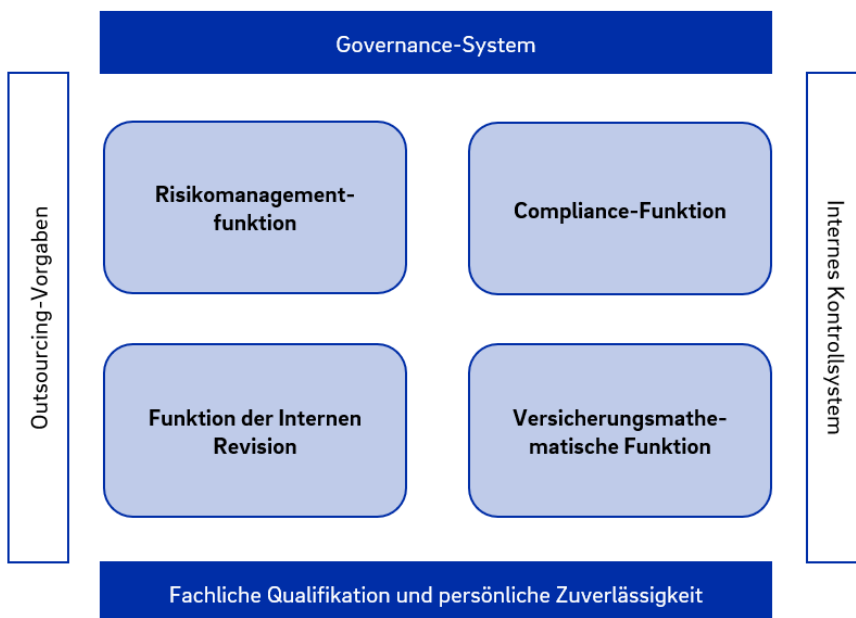 Governance-System
Outsourcing-Vorgaben
Risikomanagement-
funktion
Compliance-Funktion
Funktion der Internen
Revision
Versicherungsmathe-
matische Funktion
Internes Kontrollsystem
Fachliche Qualifikation und persönliche Zuverlässigkeit